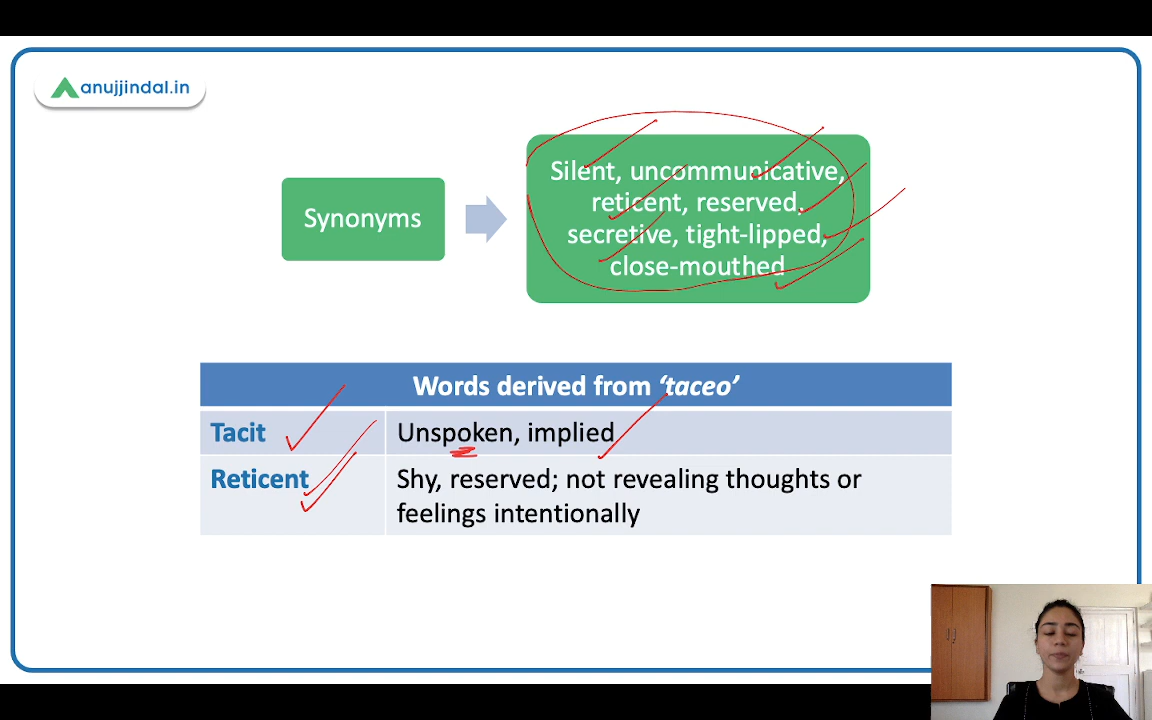 anujjindal.in
Synonyms
Silent, uncommunicative,
reticent, reserved,
secretive, tight-lipped,
close-mouthed
Words derived from ‘taceo’
Tacit
Unspoken, implied
Reticent
Shy, reserved; not revealing thoughts or
feelings intentionally